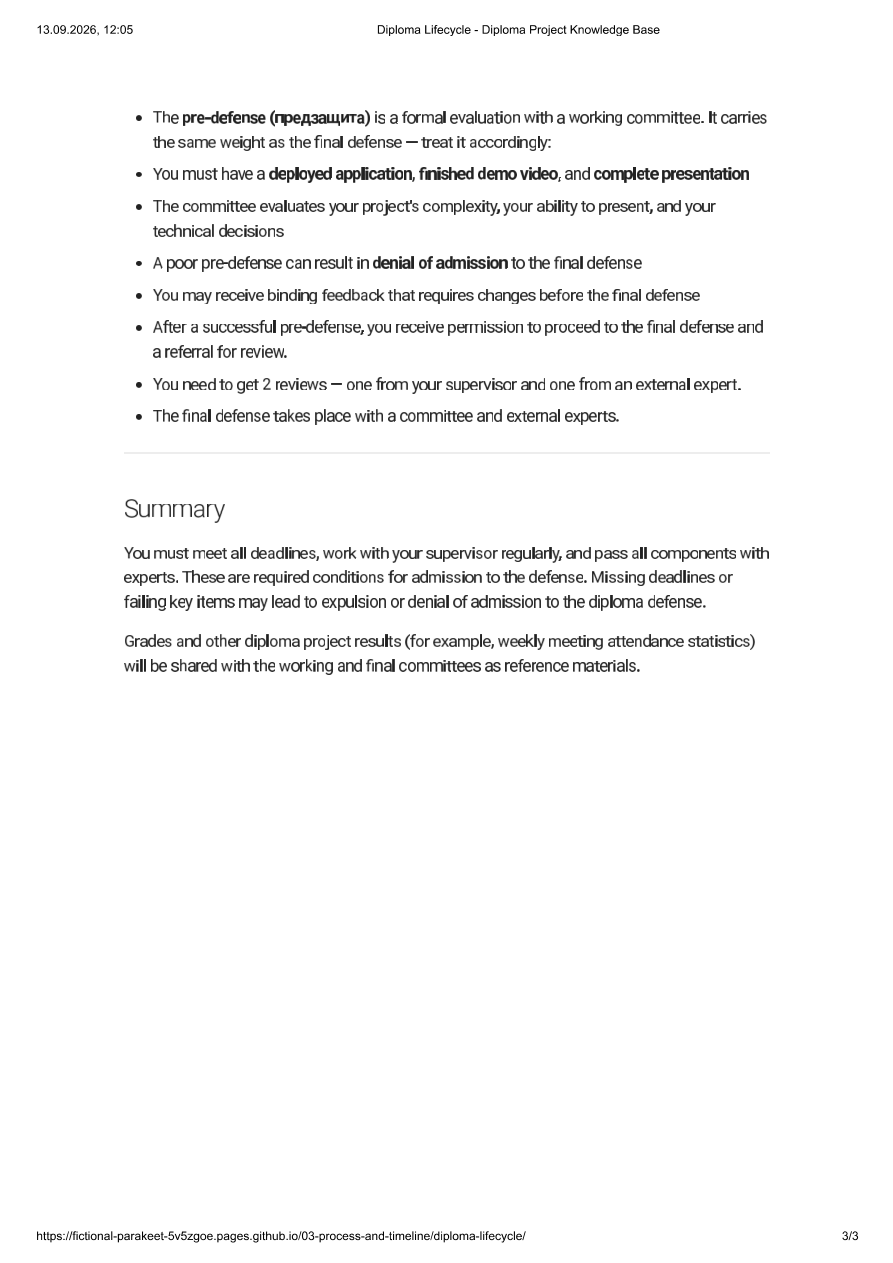 13.09.2026, 12:05 Diploma Lifecycle - Diploma Project Knowledge Base
• The pre-defense (предзащита) is a formal evaluation with a working committee. It carries
the same weight as the final defense — treat it accordingly:
• You must have a deployed application, finished demo video, and complete presentation
• The committee evaluates your project's complexity, your ability to present, and your
technical decisions
• A poor pre-defense can result in denial of admission to the final defense
• You may receive binding feedback that requires changes before the final defense
• After a successful pre-defense, you receive permission to proceed to the final defense and
a referral for review.
• You need to get 2 reviews — one from your supervisor and one from an external expert.
• The final defense takes place with a committee and external experts.
Summary
You must meet all deadlines, work with your supervisor regularly, and pass all components with
experts. These are required conditions for admission to the defense. Missing deadlines or
failing key items may lead to expulsion or denial of admission to the diploma defense.
Grades and other diploma project results (for example, weekly meeting attendance statistics)
will be shared with the working and final committees as reference materials.
https://fictional-parakeet-5v5zgoe.pages.github.io/03-process-and-timeline/diploma-lifecycle/ 3/3